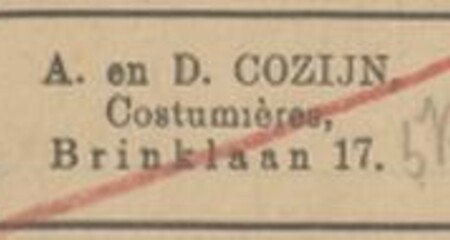 A. en D. COZIJN,
Costumières,
Brinklaan 17.